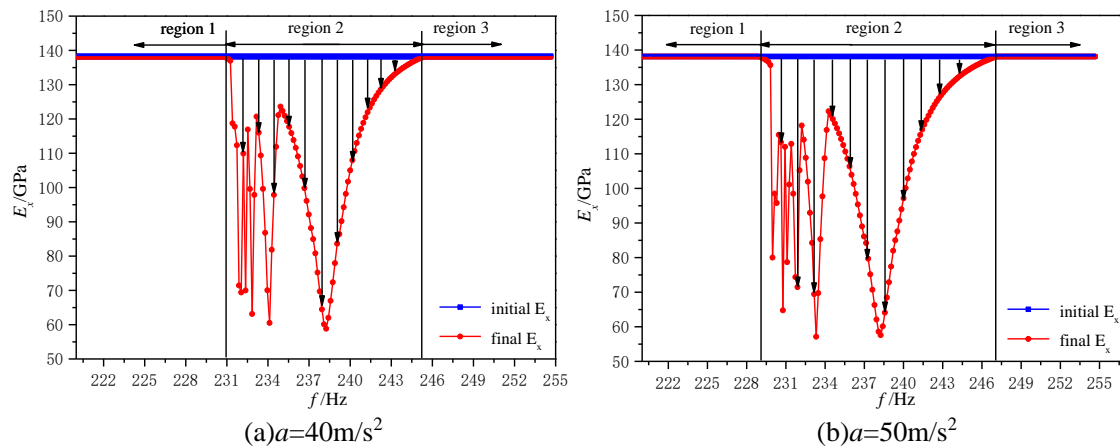 region 1 region 2 region 3
150
140
130
120
110
100
90
80
70
60
50
E_x/GPa
initial E_x
final E_x
222 225 228 231 234 237 240 243 246 249 252 255
f/Hz
(a)a=40m/s²
region 1 region 2 region 3
150
140
130
120
110
100
90
80
70
60
50
E_x/GPa
initial E_x
final E_x
222 225 228 231 234 237 240 243 246 249 252 255
f/Hz
(b)a=50m/s²